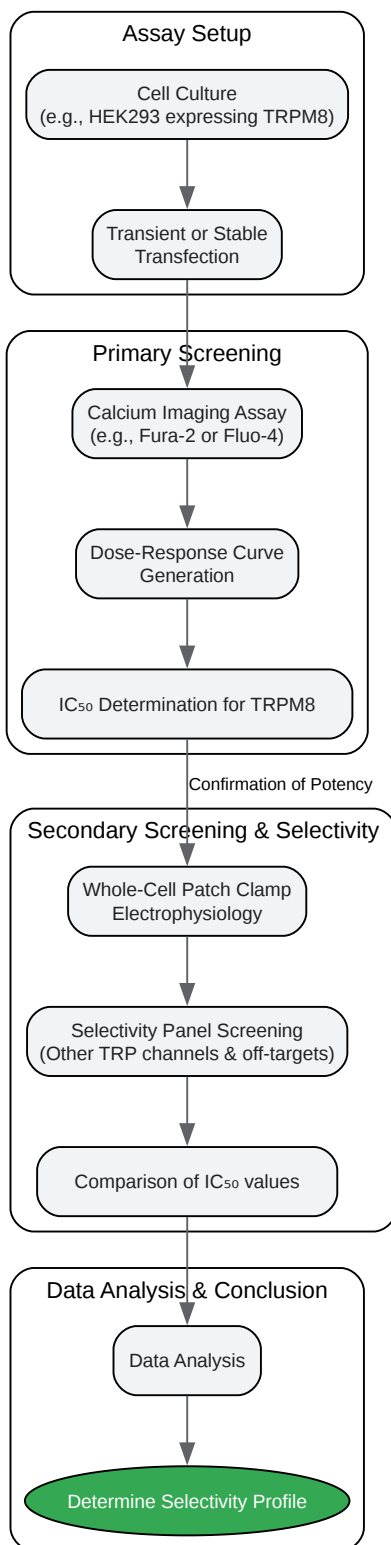 Assay Setup
Cell Culture
(e.g., HEK293 expressing TRPM8)
Transient or Stable
Transfection
Primary Screening
Calcium Imaging Assay
(e.g., Fura-2 or Fluo-4)
Dose-Response Curve
Generation
IC₅₀ Determination for TRPM8
Confirmation of Potency
Secondary Screening & Selectivity
Whole-Cell Patch Clamp
Electrophysiology
Selectivity Panel Screening
(Other TRP channels & off-targets)
Comparison of IC₅₀ values
Data Analysis & Conclusion
Data Analysis
Determine Selectivity Profile